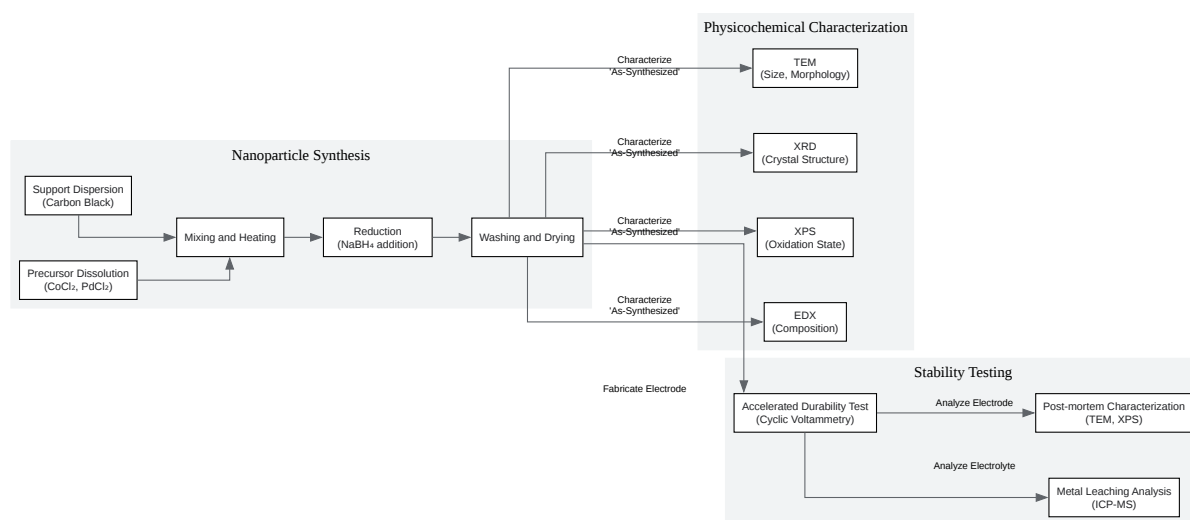 Physicochemical Characterization
Characterize
'As-Synthesized'
TEM
(Size, Morphology)
Characterize
'As-Synthesized'
XRD
(Crystal Structure)
Nanoparticle Synthesis
Support Dispersion
(Carbon Black)
Mixing and Heating
Reduction
(NaBH₄ addition)
Washing and Drying
Characterize
'As-Synthesized'
XPS
(Oxidation State)
Precursor Dissolution
(CoCl₂, PdCl₂)
Characterize
'As-Synthesized'
EDX
(Composition)
Stability Testing
Fabricate Electrode
Accelerated Durability Test
(Cyclic Voltammetry)
Analyze Electrode
Post-mortem Characterization
(TEM, XPS)
Analyze Electrolyte
Metal Leaching Analysis
(ICP-MS)